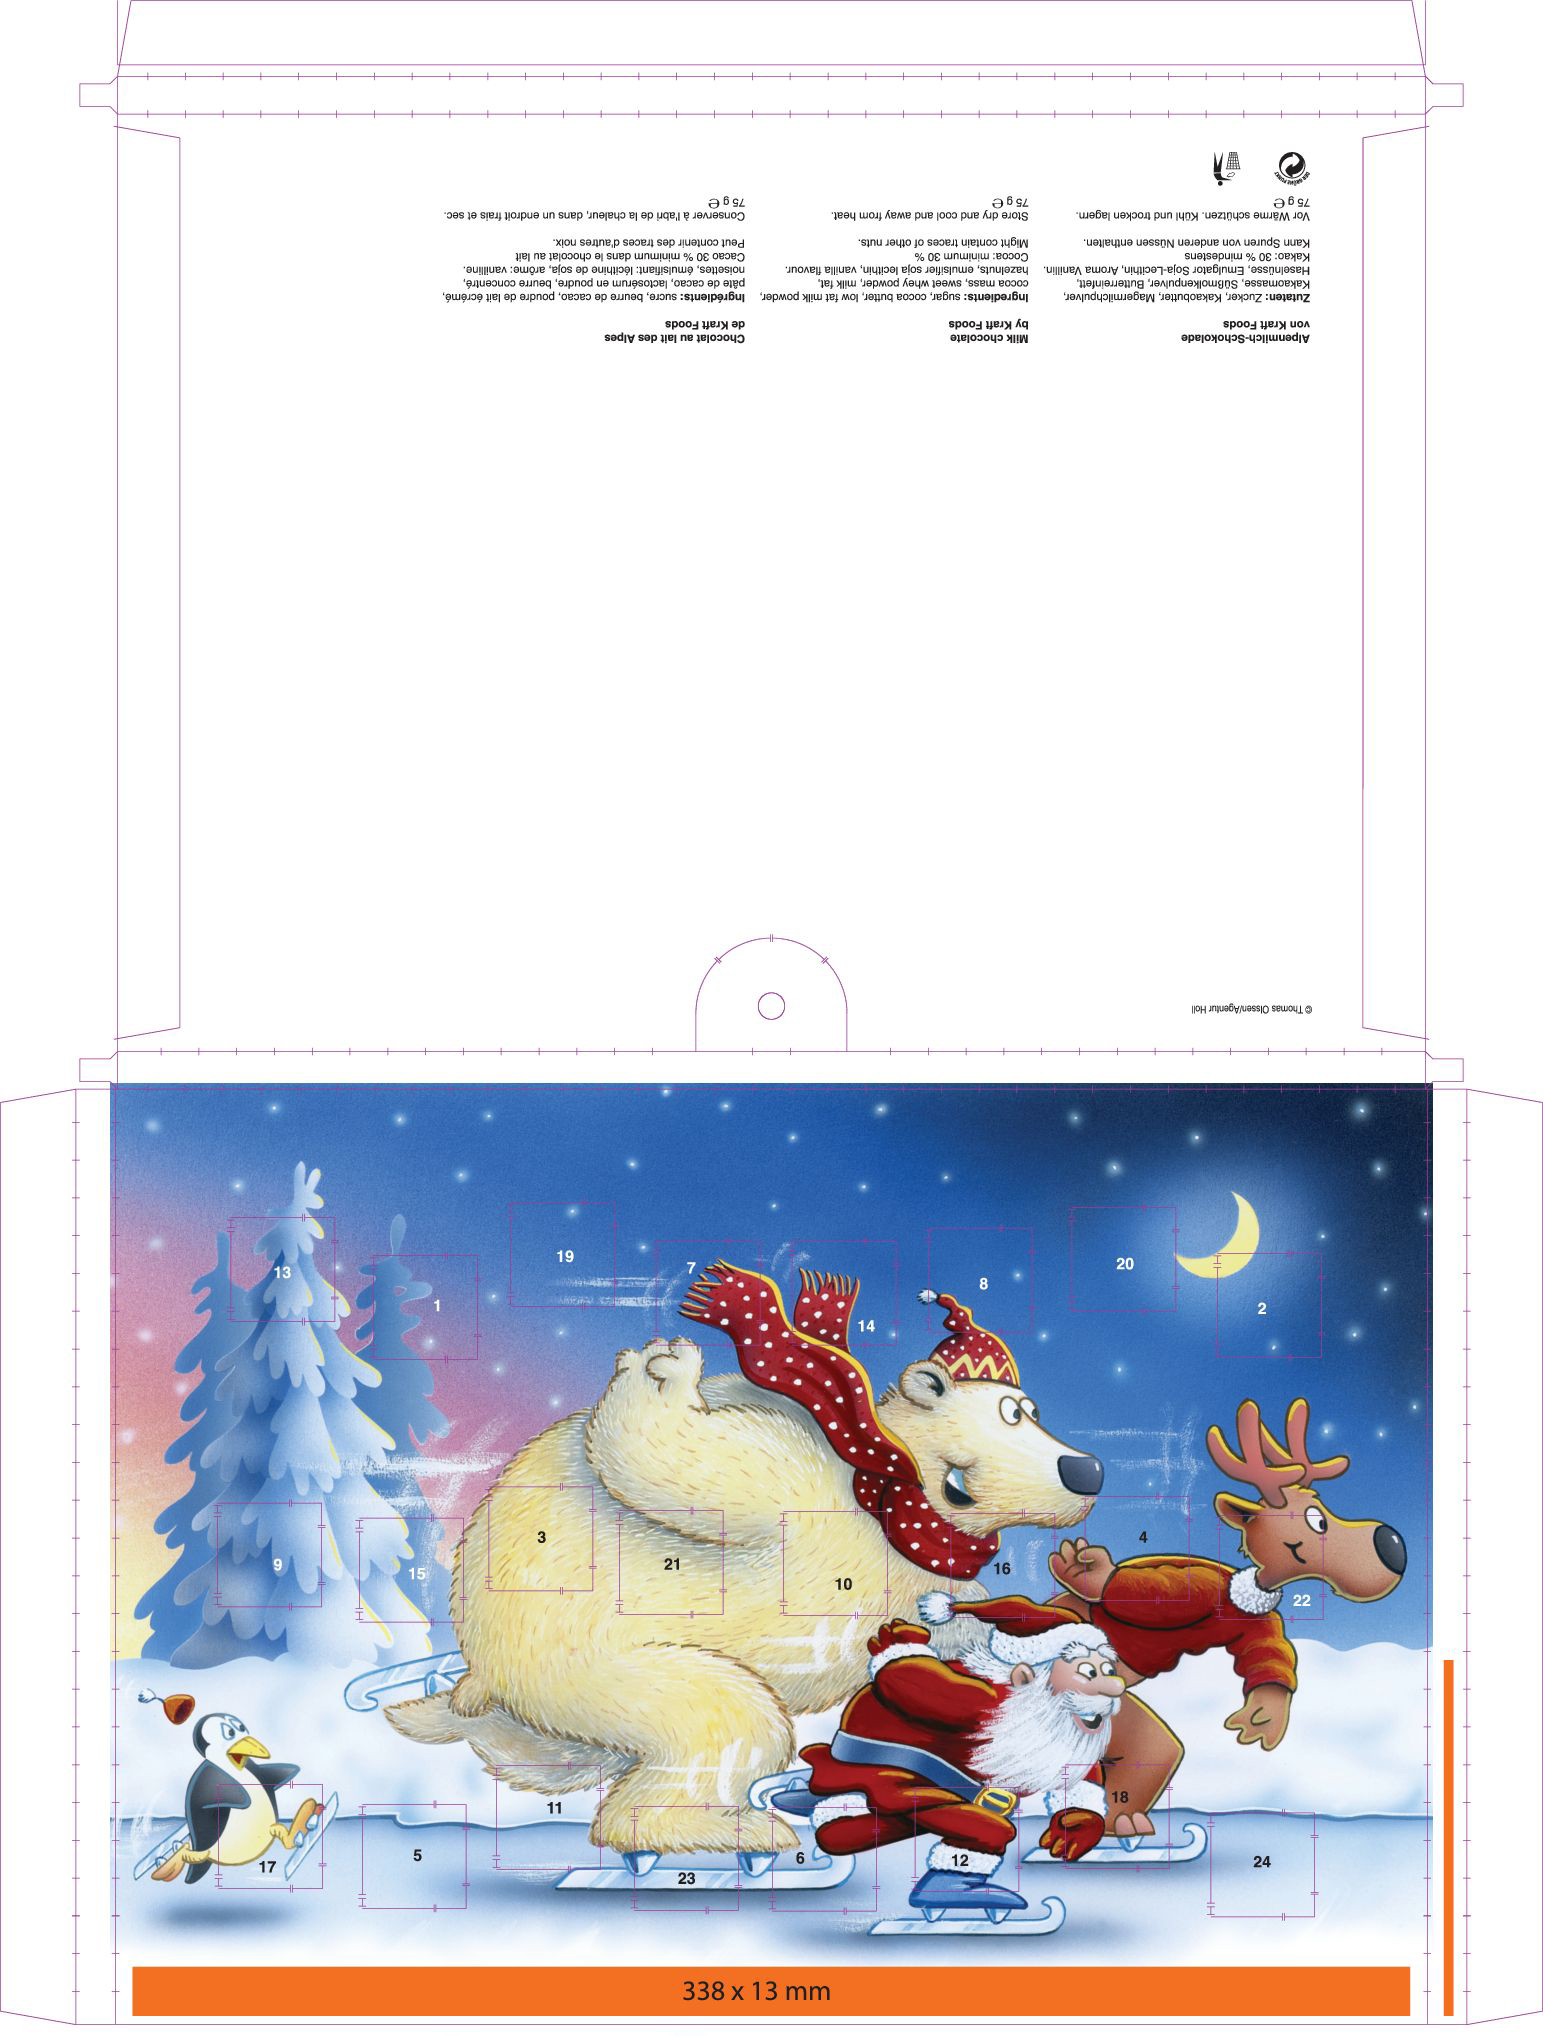 Alpenmilch-Schokolade
von Kraft Foods
Zutaten: Zucker, Kakaobutter, Magermilchpulver,
Kakaomasse, Süßmolkenpulver, Butterreinfett,
Haselnüsse, Emulgator Soja-Lecithin, Aroma Vanillin.
Kakao: 30 % mindestens
Kann Spuren von anderen Nüssen enthalten.
Vor Wärme schützen. Kühl und trocken lagern.
75 g ℮
DER GRÜNE PUNKT
Milk chocolate
by Kraft Foods
Ingredients: sugar, cocoa butter, low fat milk powder,
cocoa mass, sweet whey powder, milk fat,
hazelnuts, emulsifier soja lecithin, vanilla flavour.
Cocoa: minimum 30 %
Might contain traces of other nuts.
Store dry and cool and away from heat.
75 g ℮
Chocolat au lait des Alpes
de Kraft Foods
Ingrédients: sucre, beurre de cacao, poudre de lait écrémé,
pâte de cacao, lactosérum en poudre, beurre concentré,
noisettes, émulsifiant: lécithine de soja, arôme: vanilline.
Cacao 30 % minimum dans le chocolat au lait
Peut contenir des traces d'autres noix.
Conserver à l'abri de la chaleur, dans un endroit frais et sec.
75 g ℮
© Thomas Olssen/Agentur Holl
13
1
19
7
14
8
20
2
9
15
3
21
10
16
4
22
17
5
11
23
6
12
18
24
338 x 13 mm